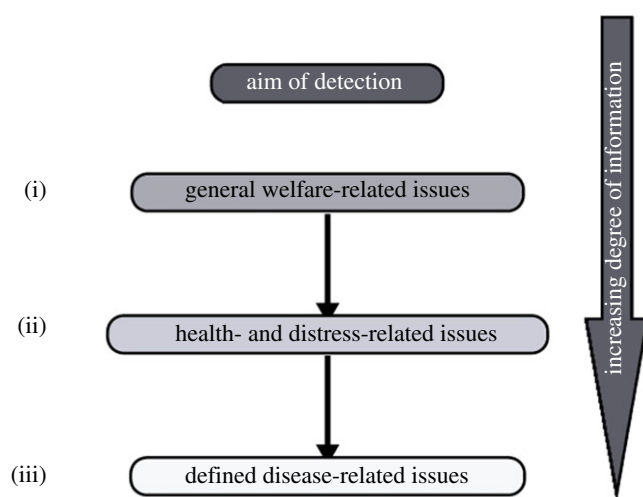 aim of detection
(i) general welfare-related issues
(ii) health- and distress-related issues
(iii) defined disease-related issues
increasing degree of information